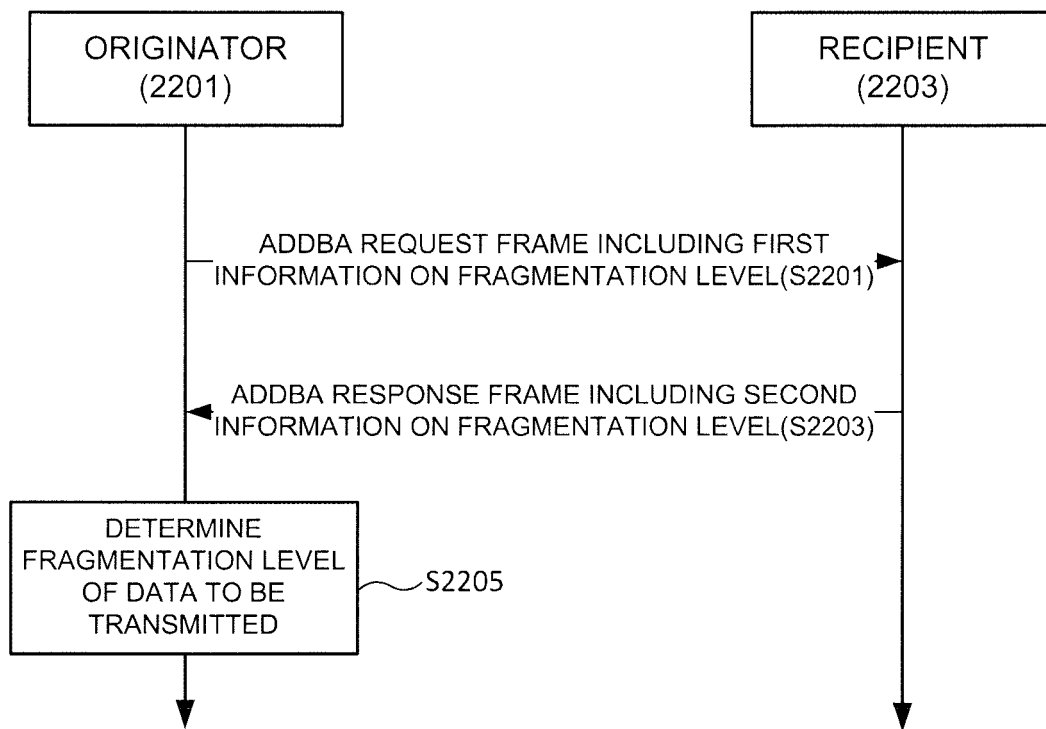 ORIGINATOR
(2201)
RECIPIENT
(2203)
ADDBA REQUEST FRAME INCLUDING FIRST
INFORMATION ON FRAGMENTATION LEVEL(S2201)
ADDBA RESPONSE FRAME INCLUDING SECOND
INFORMATION ON FRAGMENTATION LEVEL(S2203)
DETERMINE
FRAGMENTATION LEVEL
OF DATA TO BE
TRANSMITTED
S2205